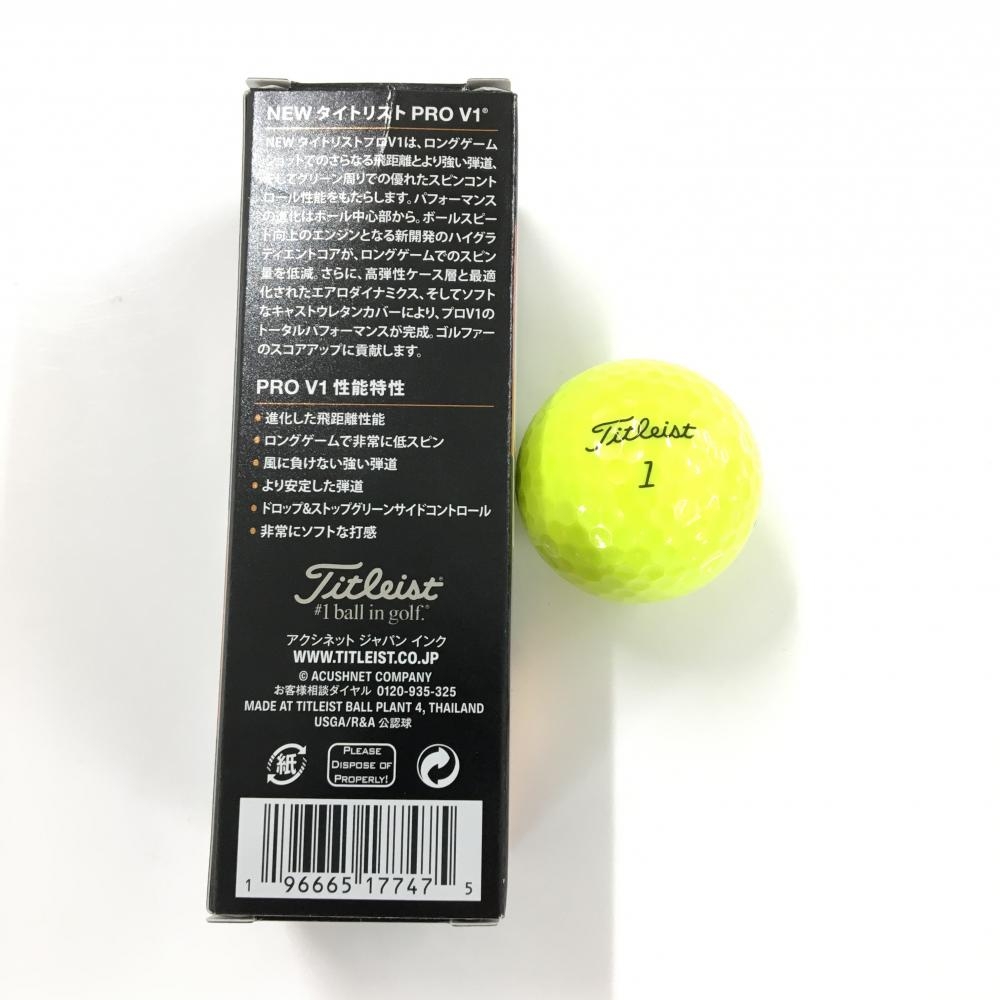 NEW タイトリスト PRO V1®
NEW タイトリストプロV1は、ロングゲーム
ショットでのさらなる飛距離とより強い弾道、
そしてグリーン周りでの優れたスピンコント
ロール性能をもたらします。パフォーマンス
の進化はボール中心部から。ボールスピー
ド向上のエンジンとなる新開発のハイグラ
ディエントコアが、ロングゲームでのスピン
量を低減。さらに、高弾性ケース層と最適
化されたエアロダイナミクス、そしてソフト
なキャストウレタンカバーにより、プロV1の
トータルパフォーマンスが完成。ゴルファー
のスコアアップに貢献します。
PRO V1 性能特性
• 進化した飛距離性能
• ロングゲームで非常に低スピン
• 風に負けない強い弾道
• より安定した弾道
• ドロップ&ストップグリーンサイドコントロール
• 非常にソフトな打感
Titleist®
#1 ball in golf.®
アクシネット ジャパン インク
WWW.TITLEIST.CO.JP
© ACUSHNET COMPANY
お客様相談ダイヤル 0120-935-325
MADE AT TITLEIST BALL PLANT 4, THAILAND
USGA/R&A 公認球
紙
PLEASE
DISPOSE OF
PROPERLY!
1 96665 17747 5
Titleist
1